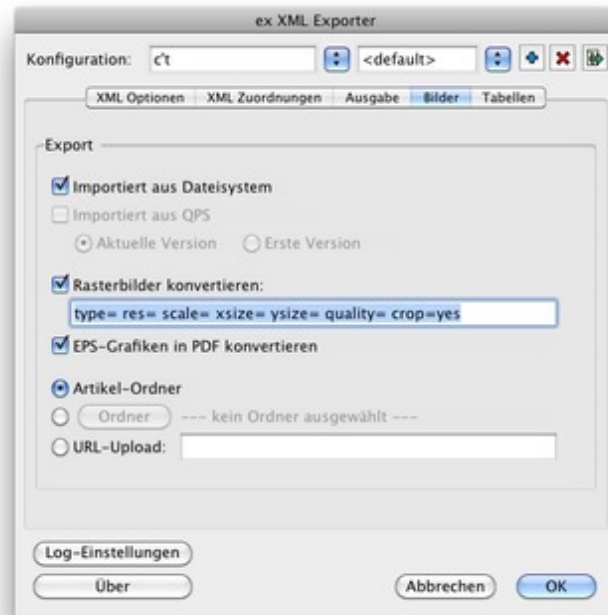 ex XML Exporter
Konfiguration: c't <default>
XML Optionen XML Zuordnungen Ausgabe Bilder Tabellen
Export
Importiert aus Dateisystem
Importiert aus QPS
Aktuelle Version Erste Version
Rasterbilder konvertieren:
type= res= scale= xsize= ysize= quality= crop=yes
EPS-Grafiken in PDF konvertieren
Artikel-Ordner
Ordner --- kein Ordner ausgewählt ---
URL-Upload:
Log-Einstellungen
Über Abbrechen OK